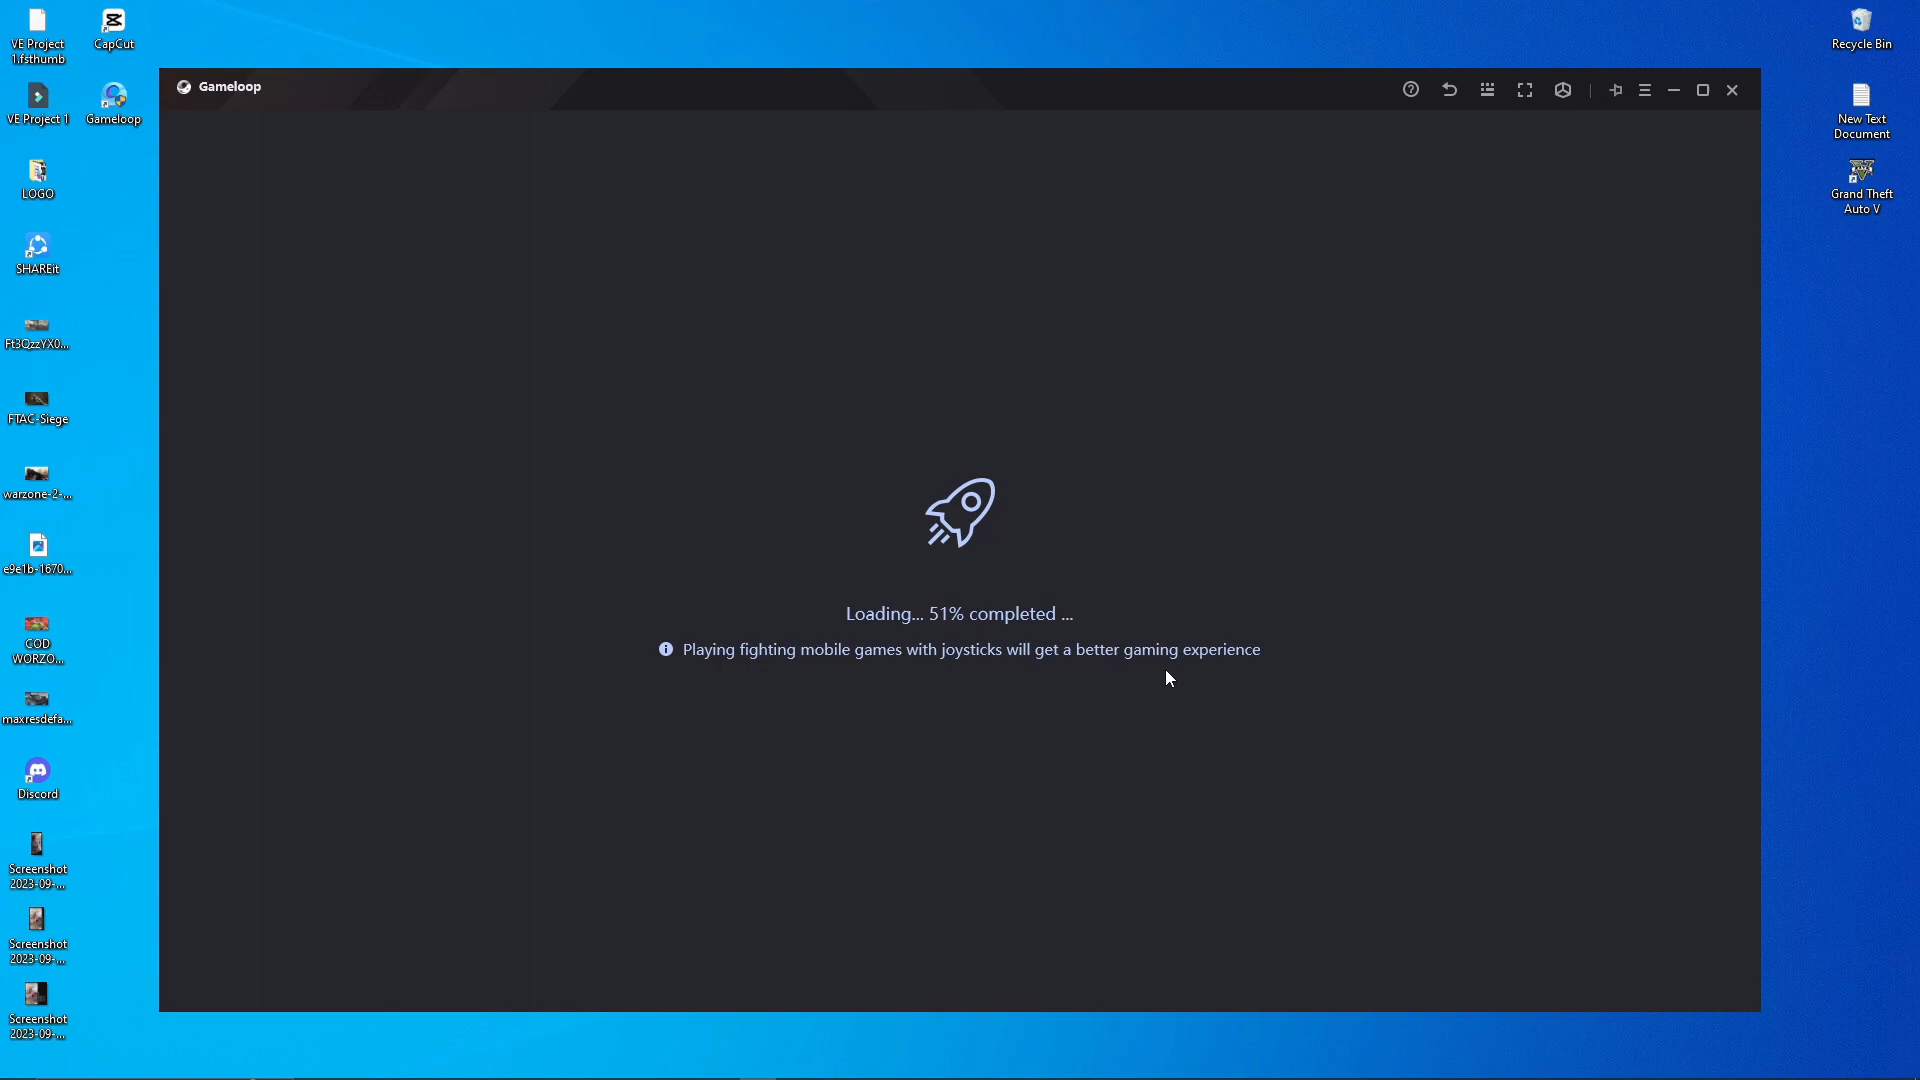 VE Project
1.fsthumb
CapCut
VE Project 1
Gameloop
LOGO
SHAREit
Ft3QzzYX0...
FTAC-Siege
warzone-2-...
e9e1b-1670...
COD
WORZO...
maxresdefa...
Discord
Screenshot
2023-09-...
Screenshot
2023-09-...
Screenshot
2023-09-...
Gameloop
Loading... 51% completed ...
Playing fighting mobile games with joysticks will get a better gaming experience
Recycle Bin
New Text
Document
Grand Theft
Auto V